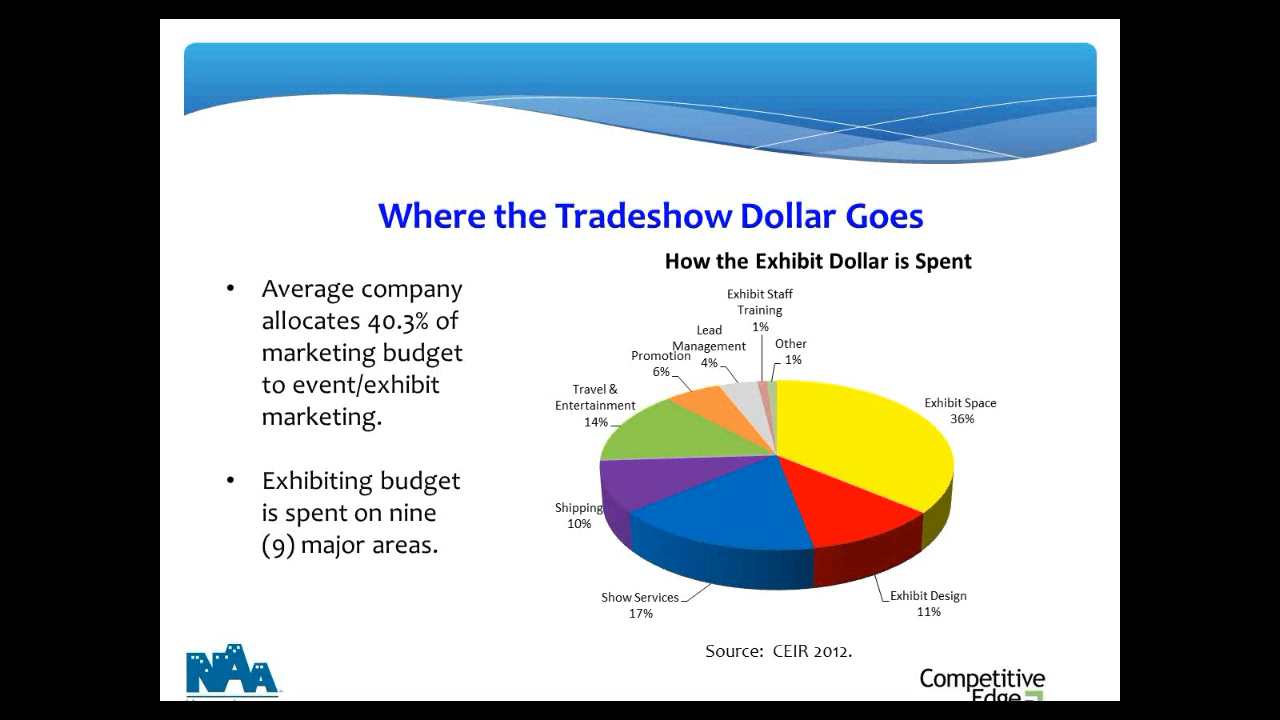 Where the Tradeshow Dollar Goes
• Average company
allocates 40.3% of
marketing budget
to event/exhibit
marketing.
• Exhibiting budget
is spent on nine
(9) major areas.
How the Exhibit Dollar is Spent
Exhibit Staff
Training
1%
Lead
Management
4%
Other
1%
Promotion
6%
Travel &
Entertainment
14%
Exhibit Space
36%
Shipping
10%
Show Services
17%
Exhibit Design
11%
Source: CEIR 2012.
NAA
Competitive
Edge